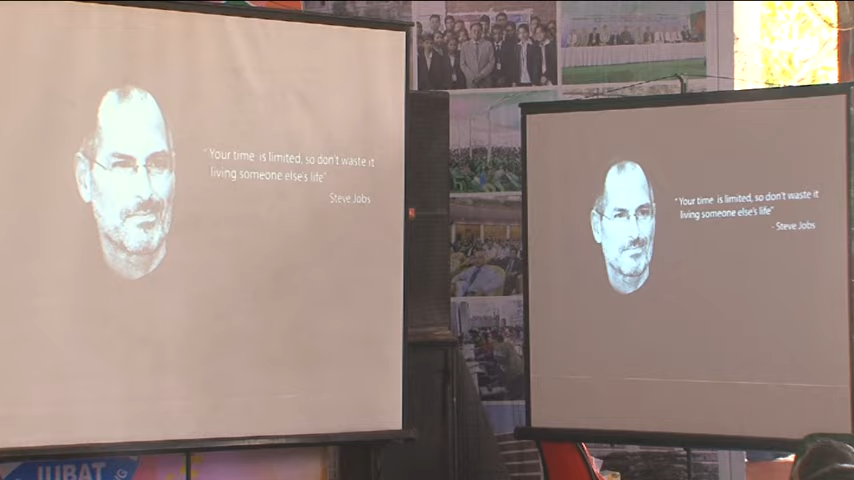 " Your time is limited, so don't waste it
living someone else's life"
Steve Jobs
" Your time is limited, so don't waste it
living someone else's life"
- Steve Jobs
IUBAT